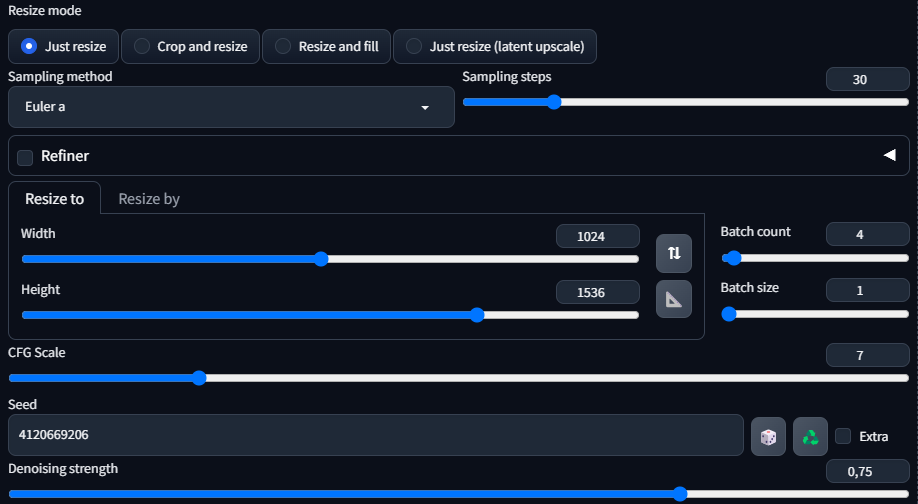 Resize mode
Just resize Crop and resize Resize and fill Just resize (latent upscale)
Sampling method Sampling steps 30
Euler a
Refiner
Resize to Resize by
Width 1024 Batch count 4
Height 1536 Batch size 1
CFG Scale 7
Seed
4120669206 Extra
Denoising strength 0,75